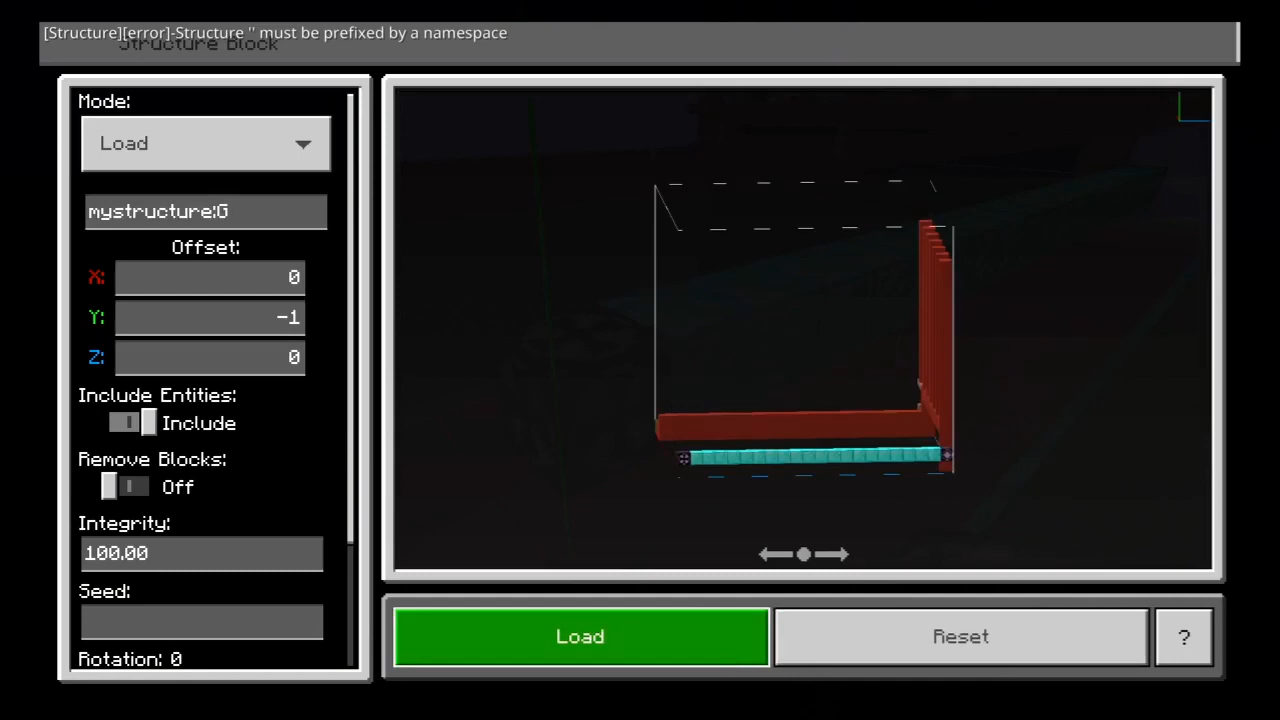 [Structure][error]-Structure '' must be prefixed by a namespace
Structure Block
Mode:
Load
mystructure:G
Offset:
X: 0
Y: -1
Z: 0
Include Entities:
Include
Remove Blocks:
Off
Integrity:
100.00
Seed:
Rotation: 0
Load
Reset
?